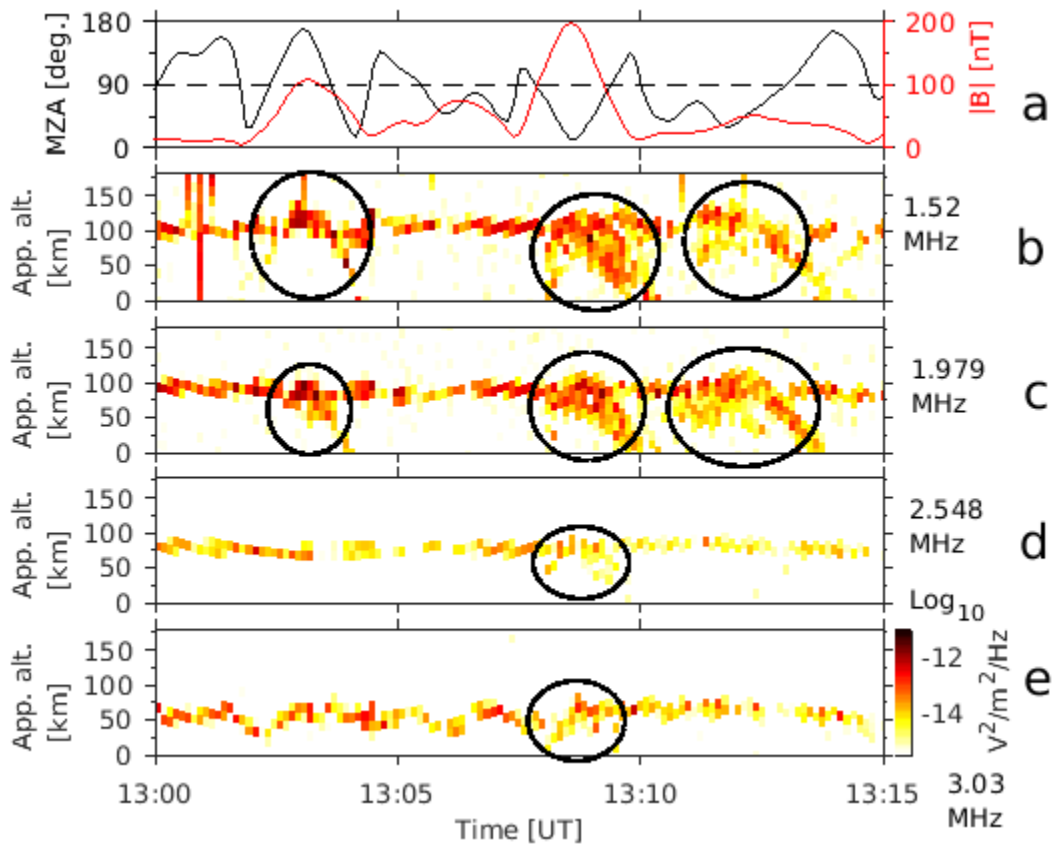 MZA [deg.]
180
90
0
200
100
0
|B| [nT]
a
App. alt.
[km]
150
100
50
0
1.52
MHz
b
App. alt.
[km]
150
100
50
0
1.979
MHz
c
App. alt.
[km]
150
100
50
0
2.548
MHz
d
Log10
App. alt.
[km]
150
100
50
0
-12
-14
V2/m2/Hz
e
13:00
13:05
13:10
13:15
3.03
MHz
Time [UT]